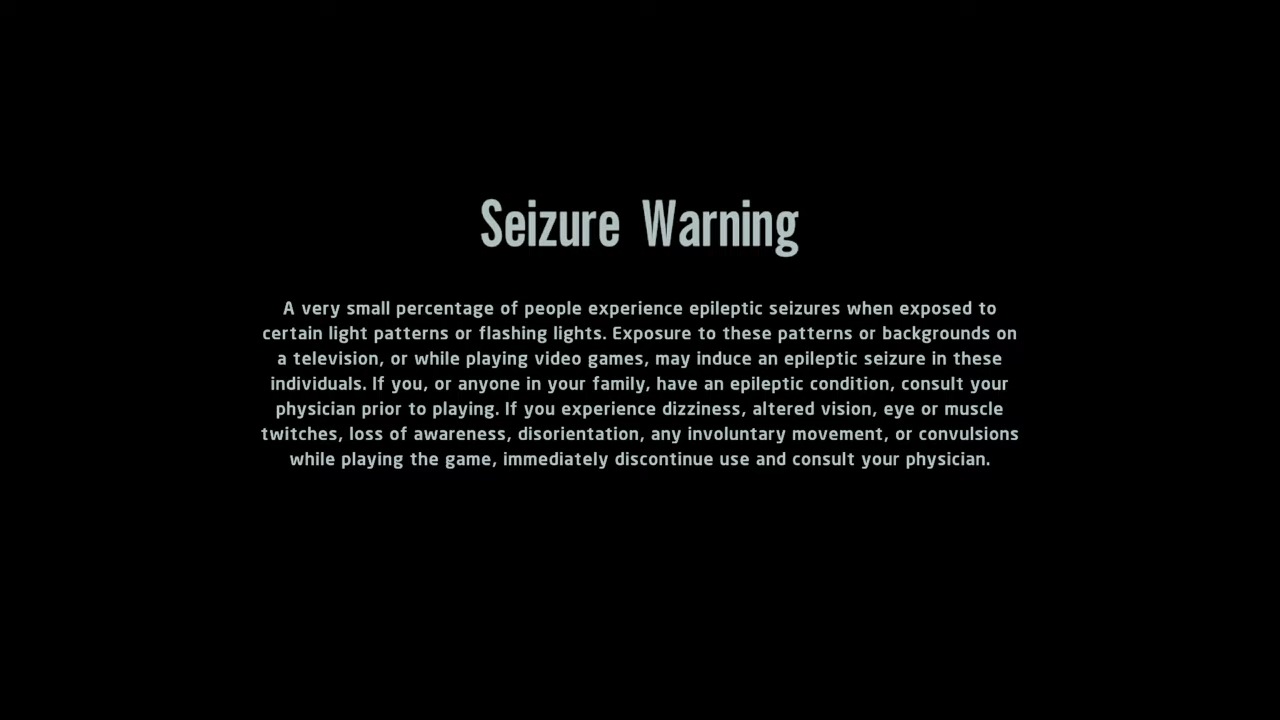 Seizure Warning
A very small percentage of people experience epileptic seizures when exposed to
certain light patterns or flashing lights. Exposure to these patterns or backgrounds on
a television, or while playing video games, may induce an epileptic seizure in these
individuals. If you, or anyone in your family, have an epileptic condition, consult your
physician prior to playing. If you experience dizziness, altered vision, eye or muscle
twitches, loss of awareness, disorientation, any involuntary movement, or convulsions
while playing the game, immediately discontinue use and consult your physician.